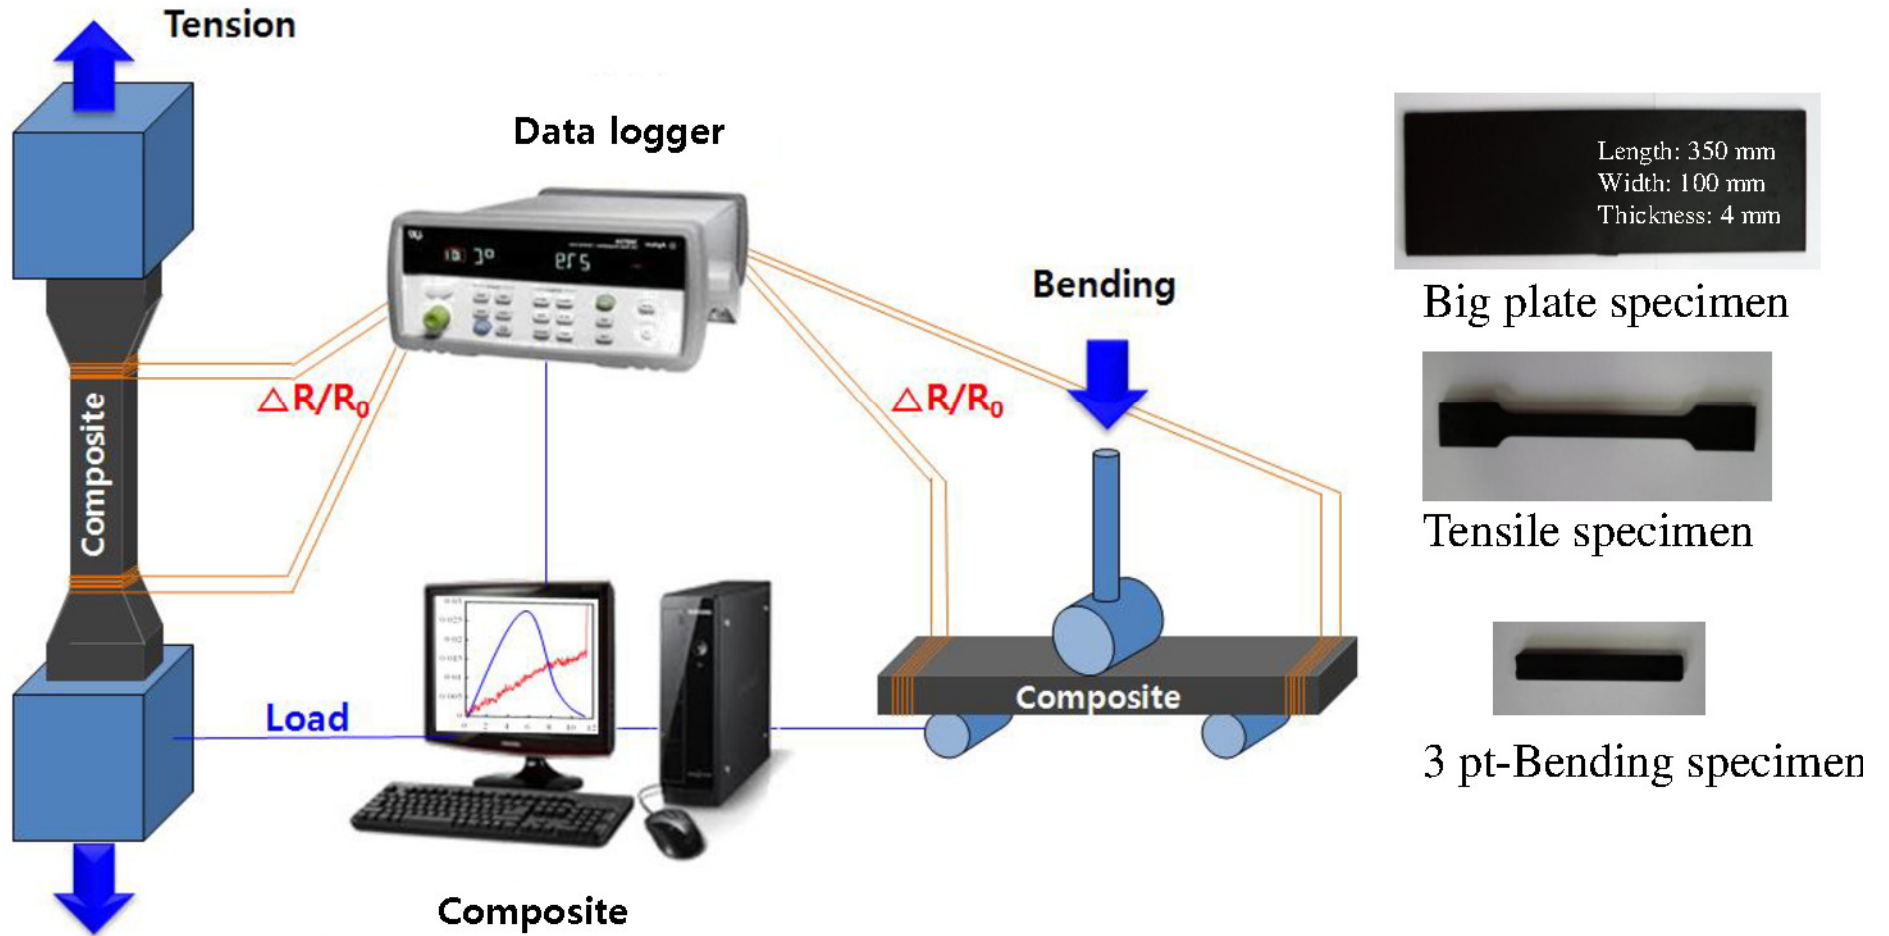 Tension
Data logger
Length: 350 mm
Width: 100 mm
Thickness: 4 mm
Bending
Big plate specimen
△R/R₀
△R/R₀
Composite
Tensile specimen
Composite
Load
3 pt-Bending specimen
Composite